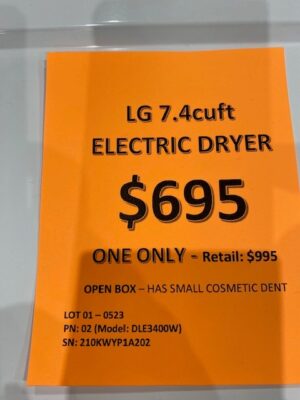 LG 7.4cuft
ELECTRIC DRYER
$695
ONE ONLY - Retail: $995
OPEN BOX – HAS SMALL COSMETIC DENT
LOT 01 – 0523
PN: 02 (Model: DLE3400W)
SN: 210KWYP1A202